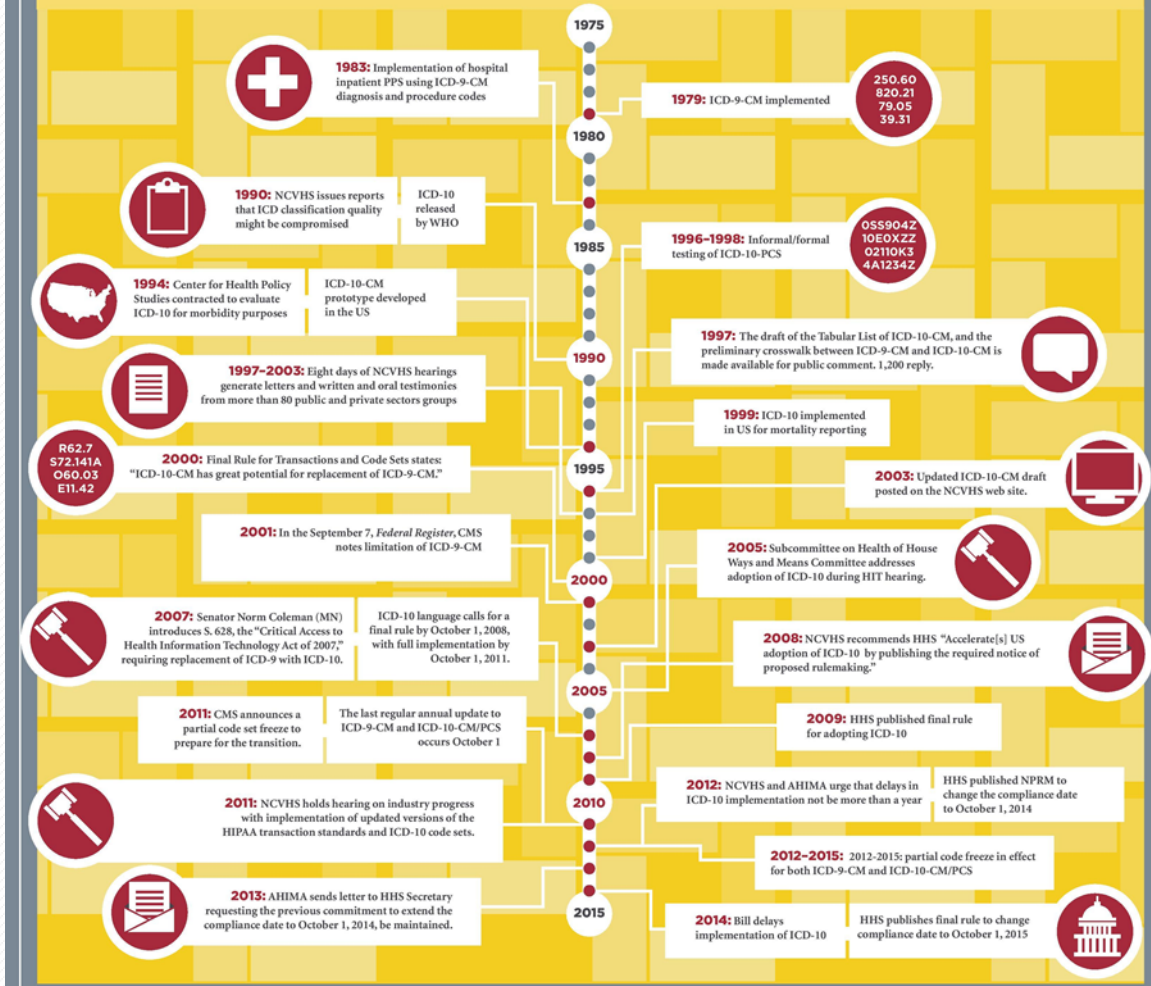 1975
1983: Implementation of hospital
inpatient PPS using ICD-9-CM
diagnosis and procedure codes
1979: ICD-9-CM implemented
250.60
820.21
79.05
39.31
1980
1990: NCVHS issues reports
that ICD classification quality
might be compromised
ICD-10
released
by WHO
1985
1996–1998: Informal/formal
testing of ICD-10-PCS
0SS904Z
10E0XZZ
02110K3
4A1234Z
1994: Center for Health Policy
Studies contracted to evaluate
ICD-10 for morbidity purposes
ICD-10-CM
prototype developed
in the US
1990
1997: The draft of the Tabular List of ICD-10-CM, and the
preliminary crosswalk between ICD-9-CM and ICD-10-CM is
made available for public comment. 1,200 reply.
1997–2003: Eight days of NCVHS hearings
generate letters and written and oral testimonies
from more than 80 public and private sectors groups
1999: ICD-10 implemented
in US for mortality reporting
R62.7
S72.141A
O60.03
E11.42
2000: Final Rule for Transactions and Code Sets states:
“ICD-10-CM has great potential for replacement of ICD-9-CM.”
1995
2003: Updated ICD-10-CM draft
posted on the NCVHS web site.
2001: In the September 7, Federal Register, CMS
notes limitation of ICD-9-CM
2005: Subcommittee on Health of House
Ways and Means Committee addresses
adoption of ICD-10 during HIT hearing.
2000
2007: Senator Norm Coleman (MN)
introduces S. 628, the “Critical Access to
Health Information Technology Act of 2007,”
requiring replacement of ICD-9 with ICD-10.
ICD-10 language calls for a
final rule by October 1, 2008,
with full implementation by
October 1, 2011.
2008: NCVHS recommends HHS “Accelerate[s] US
adoption of ICD-10 by publishing the required notice of
proposed rulemaking.”
2005
2011: CMS announces a
partial code set freeze to
prepare for the transition.
The last regular annual update to
ICD-9-CM and ICD-10-CM/PCS
occurs October 1
2009: HHS published final rule
for adopting ICD-10
2012: NCVHS and AHIMA urge that delays in
ICD-10 implementation not be more than a year
HHS published NPRM to
change the compliance date
to October 1, 2014
2010
2011: NCVHS holds hearing on industry progress
with implementation of updated versions of the
HIPAA transaction standards and ICD-10 code sets.
2012–2015: 2012-2015: partial code freeze in effect
for both ICD-9-CM and ICD-10-CM/PCS
2013: AHIMA sends letter to HHS Secretary
requesting the previous commitment to extend the
compliance date to October 1, 2014, be maintained.
2015
2014: Bill delays
implementation of ICD-10
HHS publishes final rule to change
compliance date to October 1, 2015